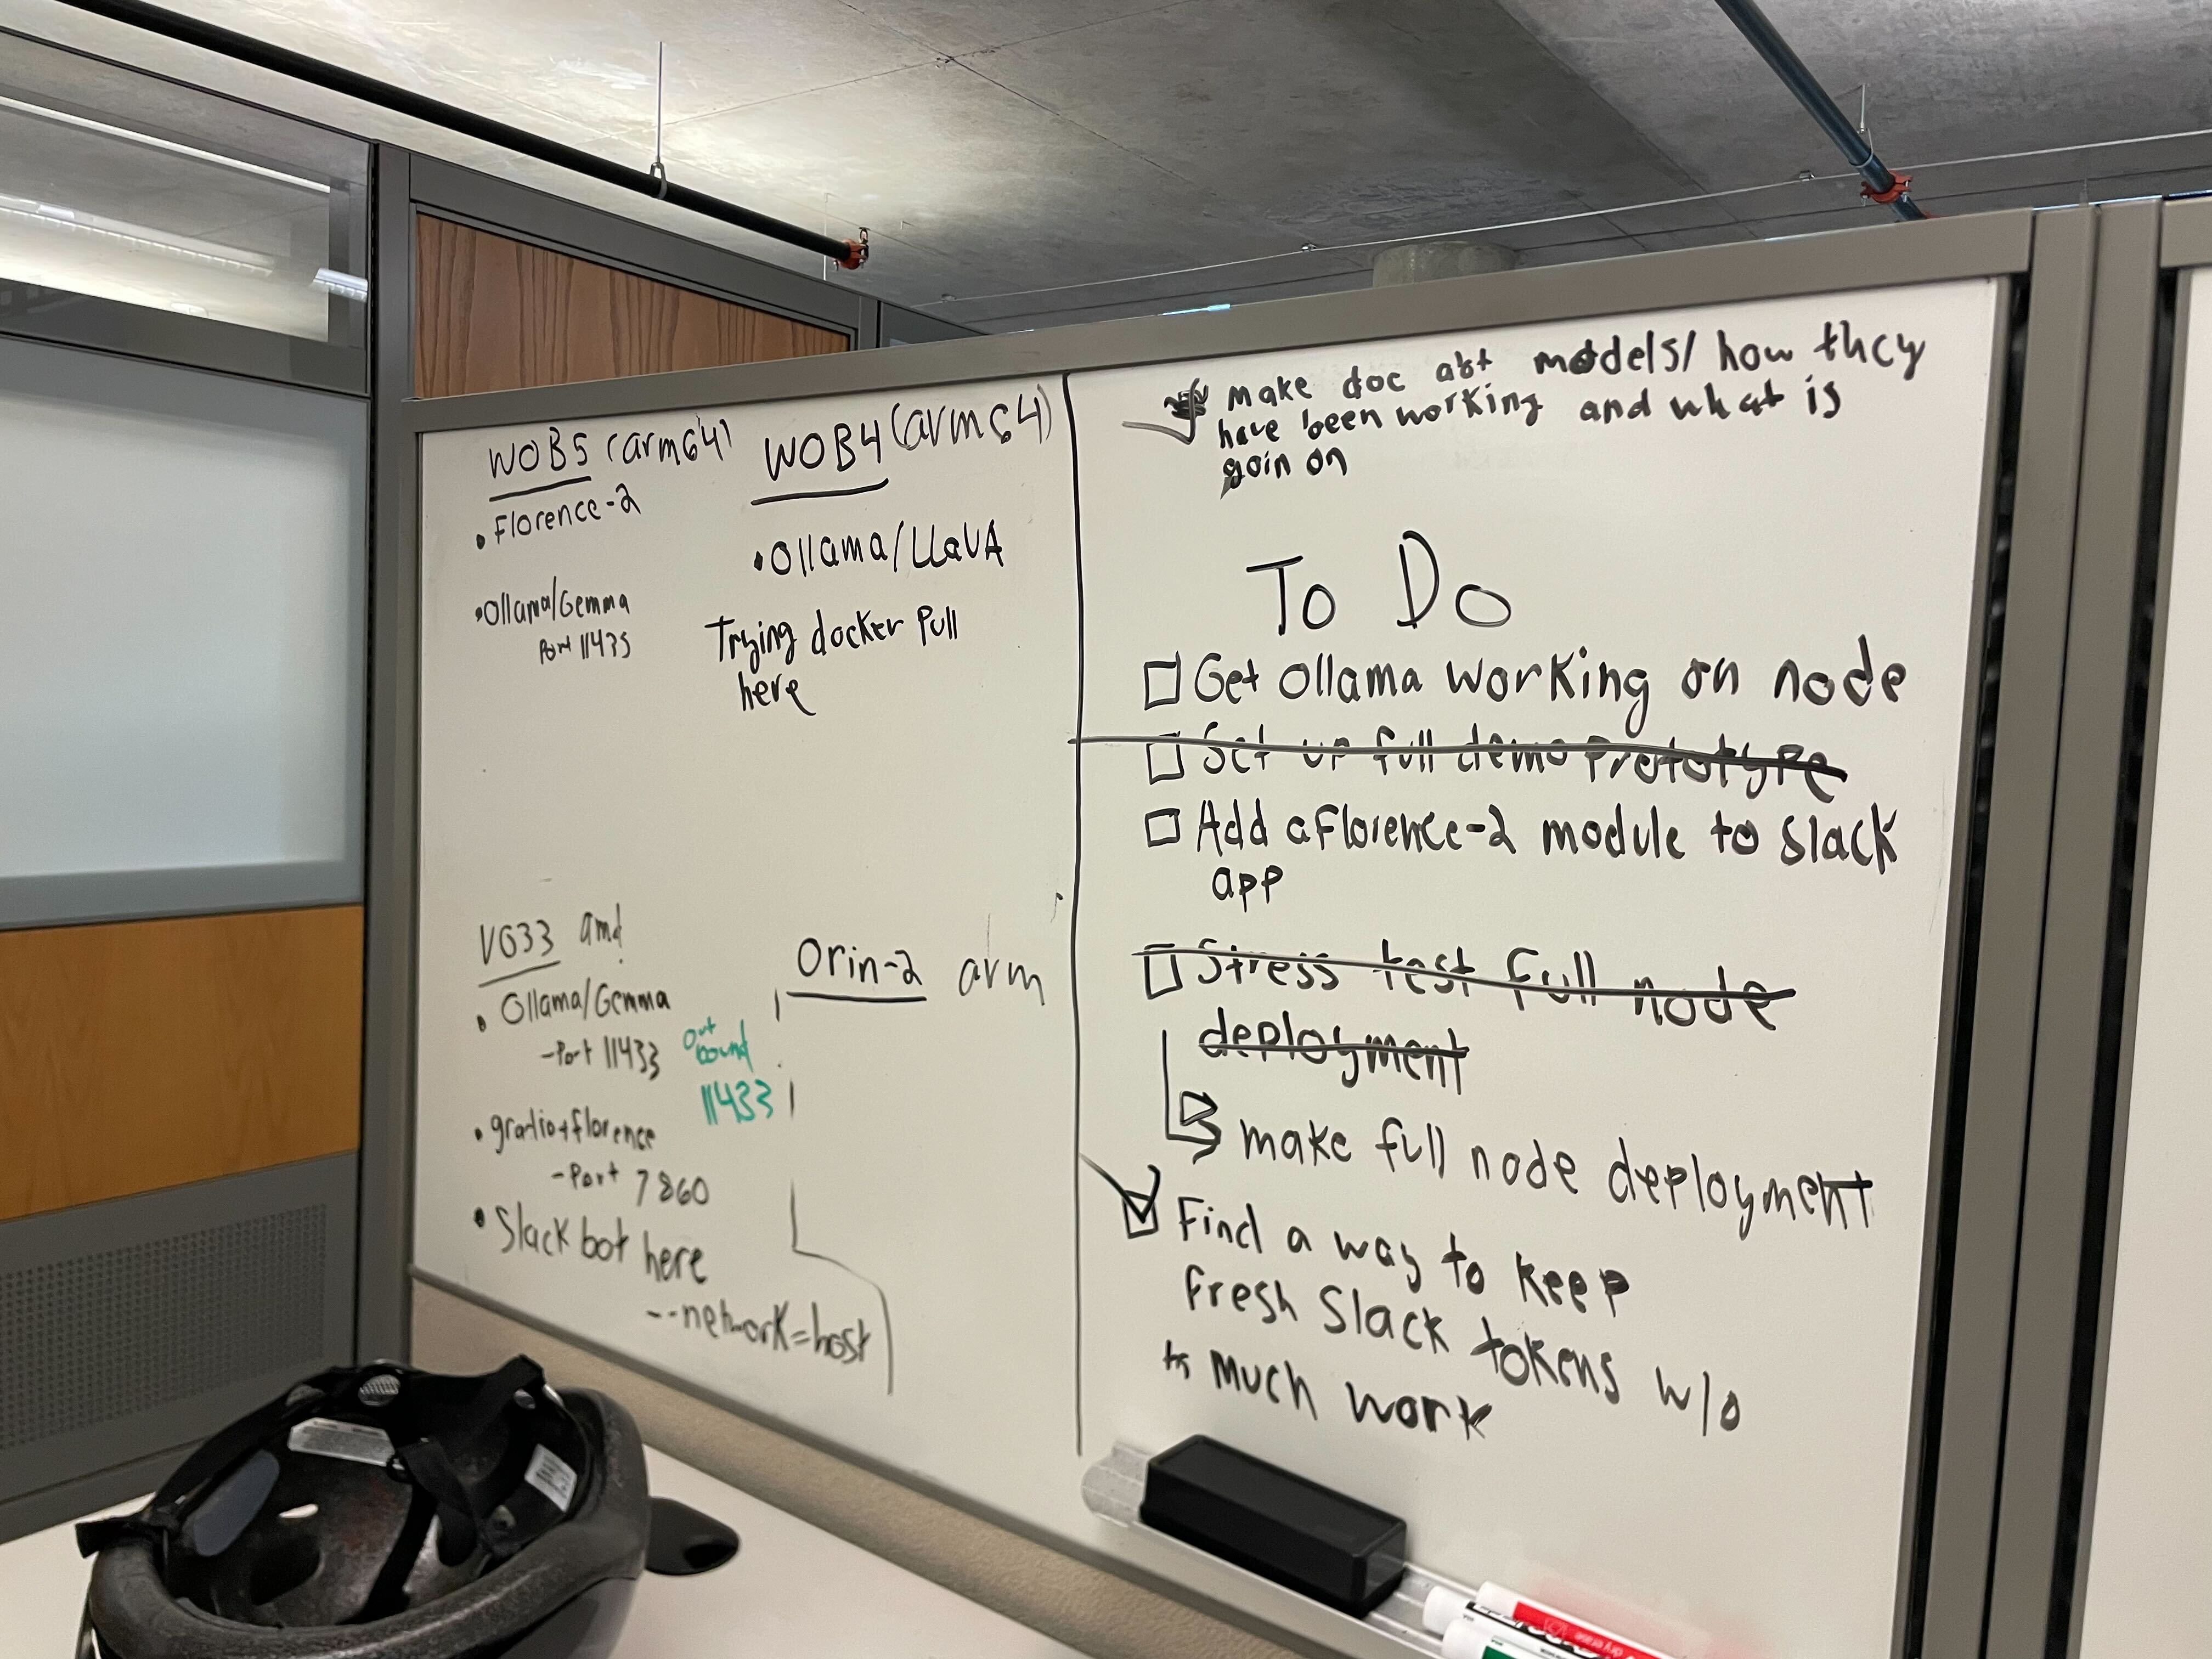 WOB5 (arm64)
• Florence-2
• Ollama/Gemma
Port 11435
WOB4 (arm64)
• Ollama/LLaVA
Trying docker pull
here
V033 amd
• Ollama/Gemma
-Port 11433
out
bound
11433
• gradio+florence
-Port 7860
• Slack bot here
--network=host
Orin-2 arm
make doc abt models/ how they
have been working and what is
goin on
To Do
Get Ollama working on node
Set up full demo prototype
Add a Florence-2 module to Slack
app
Stress test full node
deployment
make full node deployment
Find a way to keep
fresh Slack tokens w/o
to much work